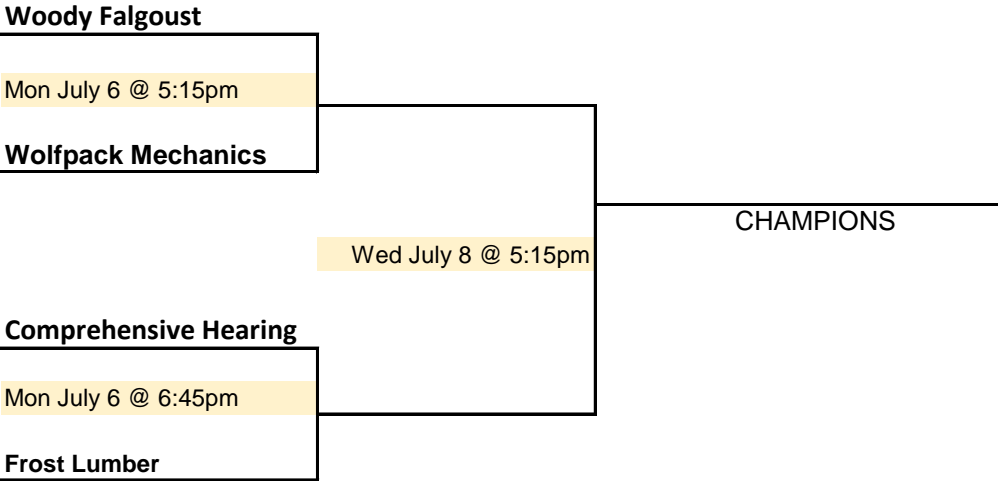 Woody Falgoust
Mon July 6 @ 5:15pm
Wolfpack Mechanics
CHAMPIONS
Wed July 8 @ 5:15pm
Comprehensive Hearing
Mon July 6 @ 6:45pm
Frost Lumber